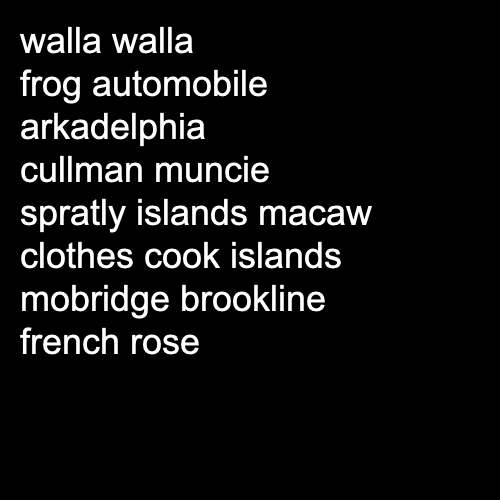 walla walla
frog automobile
arkadelphia
cullman muncie
spratly islands macaw
clothes cook islands
mobridge brookline
french rose